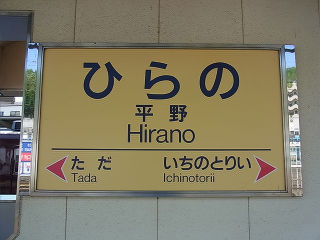 ひらの
平野
Hirano
ただ いちのとりい
Tada Ichinotorii